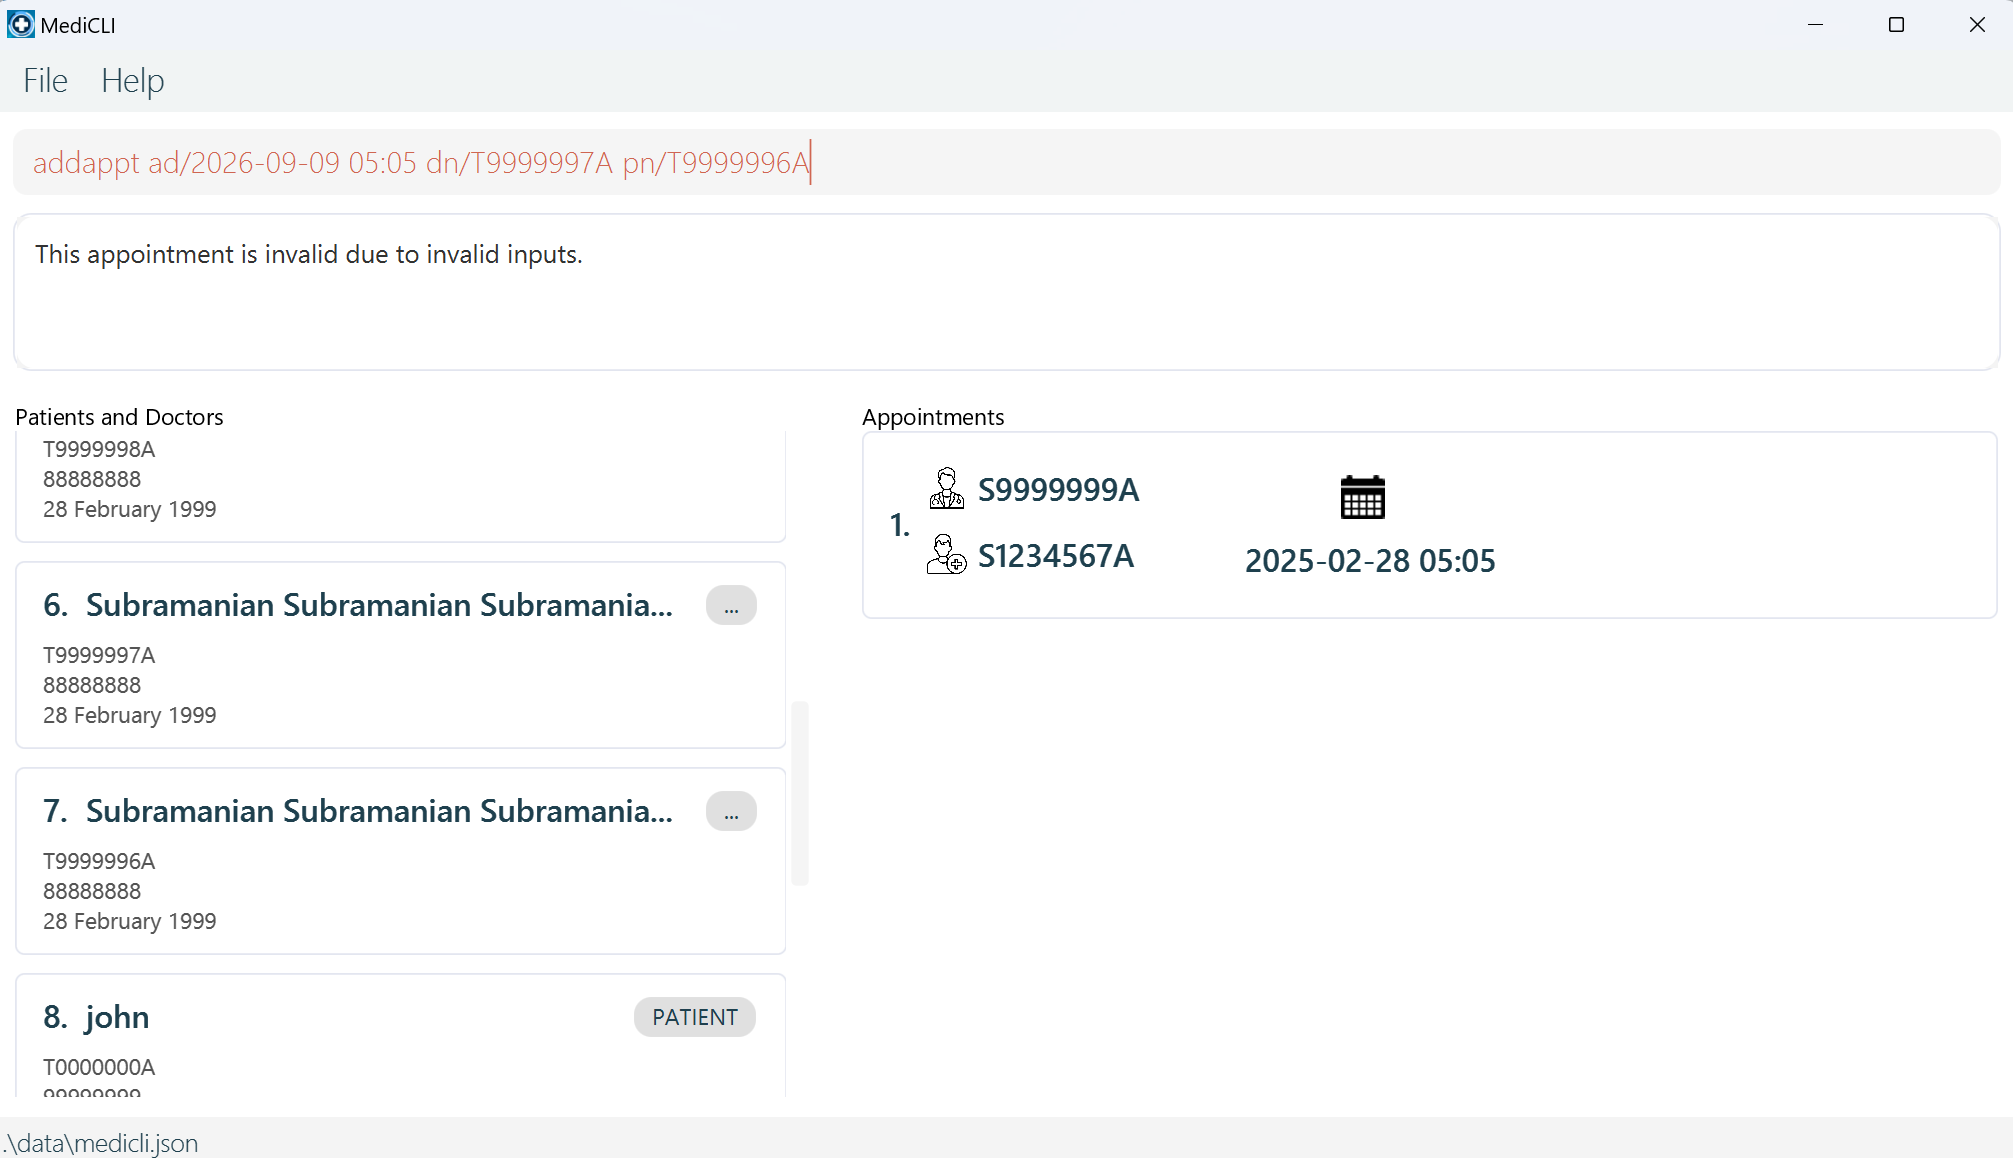 MediCLI
File Help
addappt ad/2026-09-09 05:05 dn/T9999997A pn/T9999996A
This appointment is invalid due to invalid inputs.
Patients and Doctors
T9999998A
88888888
28 February 1999
6. Subramanian Subramanian Subramania...
...
T9999997A
88888888
28 February 1999
7. Subramanian Subramanian Subramania...
...
T9999996A
88888888
28 February 1999
8. john
PATIENT
T0000000A
99999999
Appointments
1.
S9999999A
S1234567A
2025-02-28 05:05
.\data\medicli.json